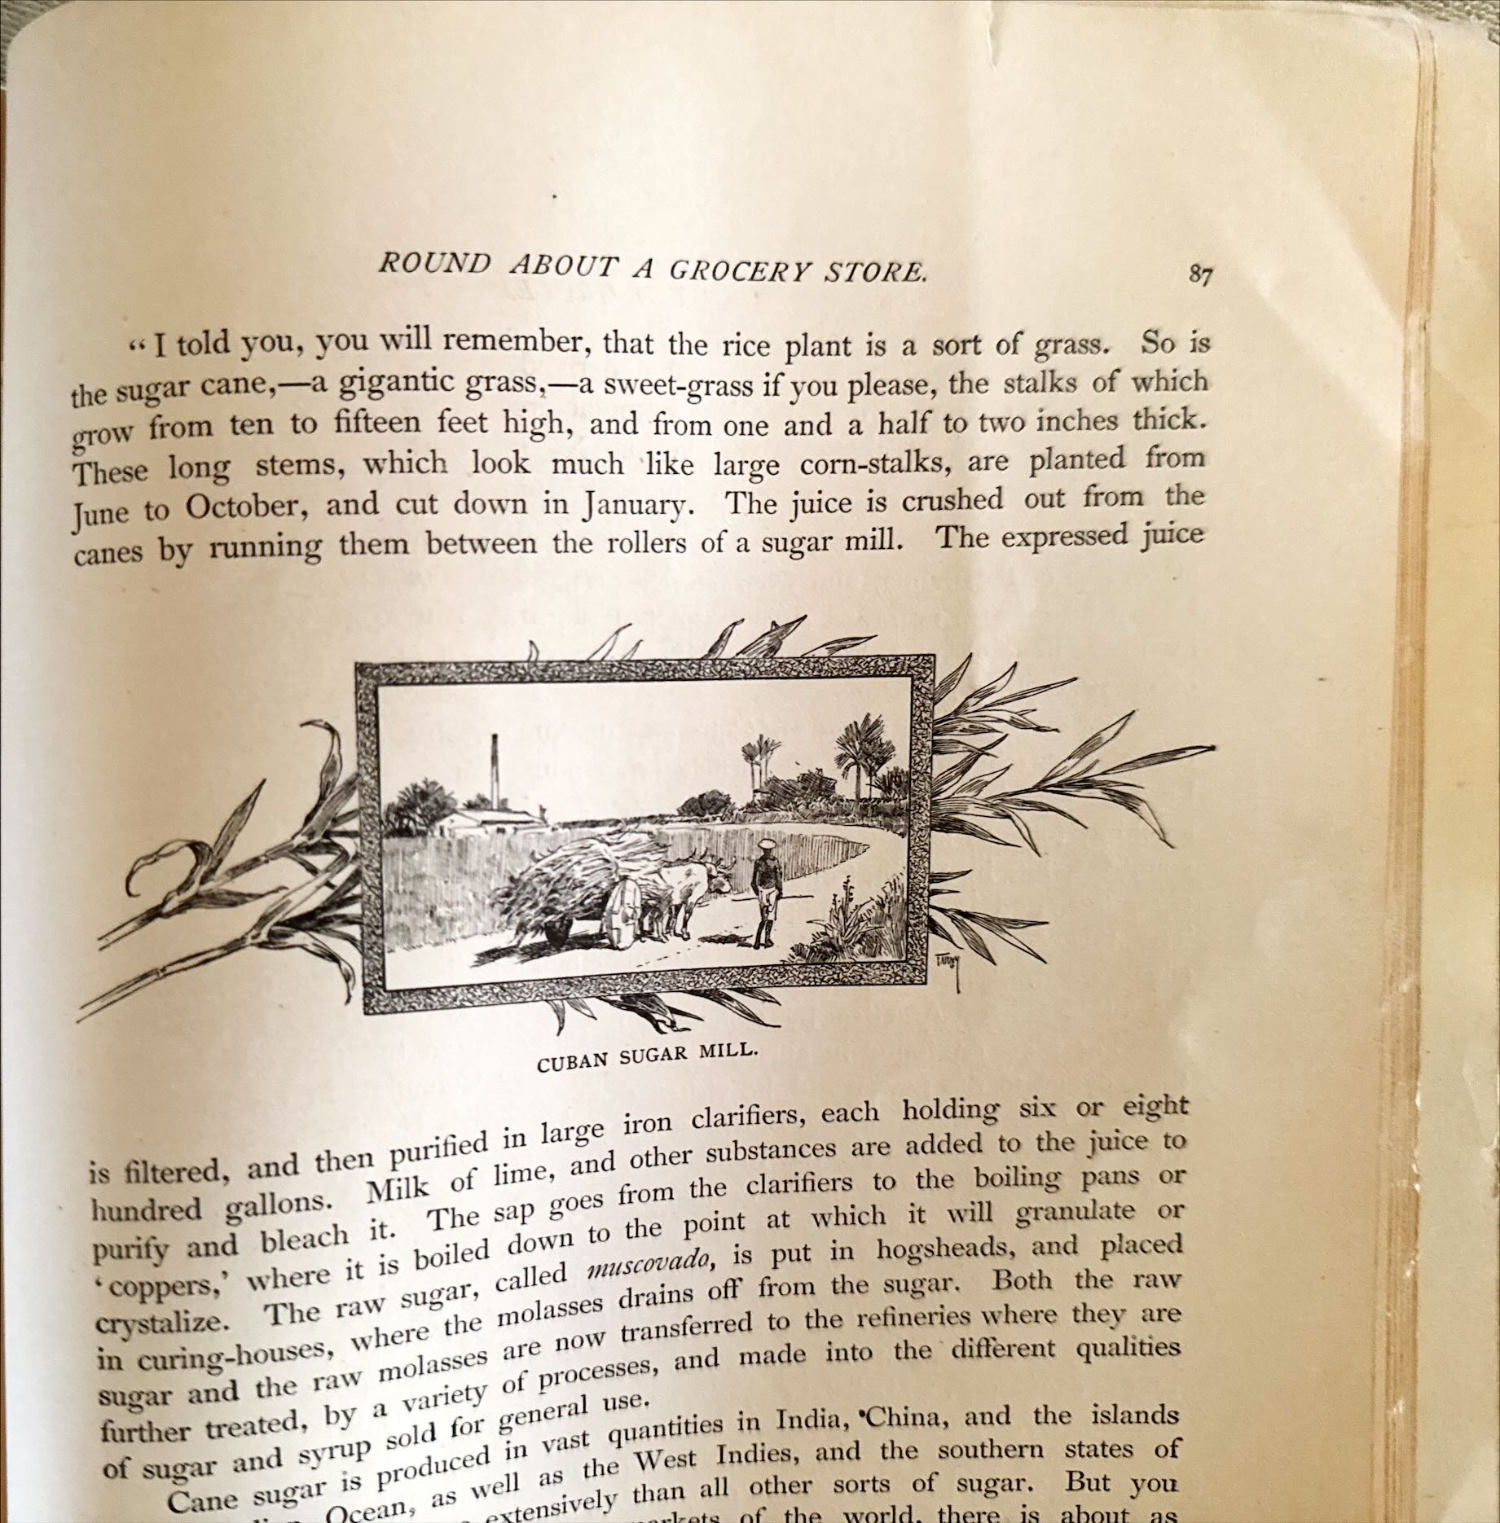 ROUND ABOUT A GROCERY STORE. 87
“I told you, you will remember, that the rice plant is a sort of grass. So is
the sugar cane,—a gigantic grass,—a sweet-grass if you please, the stalks of which
grow from ten to fifteen feet high, and from one and a half to two inches thick.
These long stems, which look much like large corn-stalks, are planted from
June to October, and cut down in January. The juice is crushed out from the
canes by running them between the rollers of a sugar mill. The expressed juice
CUBAN SUGAR MILL.
is filtered, and then purified in large iron clarifiers, each holding six or eight
hundred gallons. Milk of lime, and other substances are added to the juice to
purify and bleach it. The sap goes from the clarifiers to the boiling pans or
‘coppers,’ where it is boiled down to the point at which it will granulate or
crystalize. The raw sugar, called muscovado, is put in hogsheads, and placed
in curing-houses, where the molasses drains off from the sugar. Both the raw
sugar and the raw molasses are now transferred to the refineries where they are
further treated, by a variety of processes, and made into the different qualities
of sugar and syrup sold for general use.
Cane sugar is produced in vast quantities in India, China, and the islands
Ocean, as well as the West Indies, and the southern states of
extensively than all other sorts of sugar. But you
of the world, there is about as